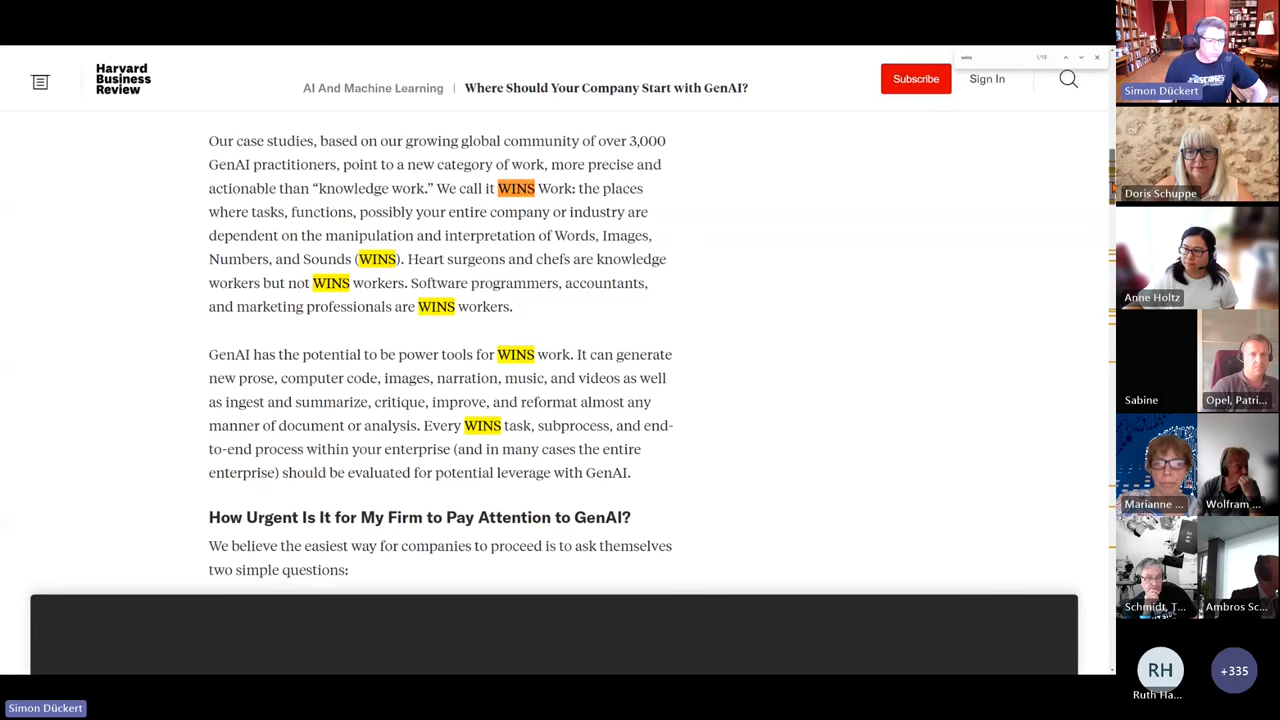 Harvard
Business
Review
AI And Machine Learning | Where Should Your Company Start with GenAI?
Subscribe
Sign In
wins
1/19
Our case studies, based on our growing global community of over 3,000
GenAI practitioners, point to a new category of work, more precise and
actionable than “knowledge work.” We call it WINS Work: the places
where tasks, functions, possibly your entire company or industry are
dependent on the manipulation and interpretation of Words, Images,
Numbers, and Sounds (WINS). Heart surgeons and chefs are knowledge
workers but not WINS workers. Software programmers, accountants,
and marketing professionals are WINS workers.
GenAI has the potential to be power tools for WINS work. It can generate
new prose, computer code, images, narration, music, and videos as well
as ingest and summarize, critique, improve, and reformat almost any
manner of document or analysis. Every WINS task, subprocess, and end-
to-end process within your enterprise (and in many cases the entire
enterprise) should be evaluated for potential leverage with GenAI.
How Urgent Is It for My Firm to Pay Attention to GenAI?
We believe the easiest way for companies to proceed is to ask themselves
two simple questions:
Simon Dückert
Simon Dückert
Doris Schuppe
Anne Holtz
Sabine
Opel, Patri...
Marianne ...
Wolfram ...
Schmidt, T...
Ambros Sc...
RH
Ruth Ha...
+335